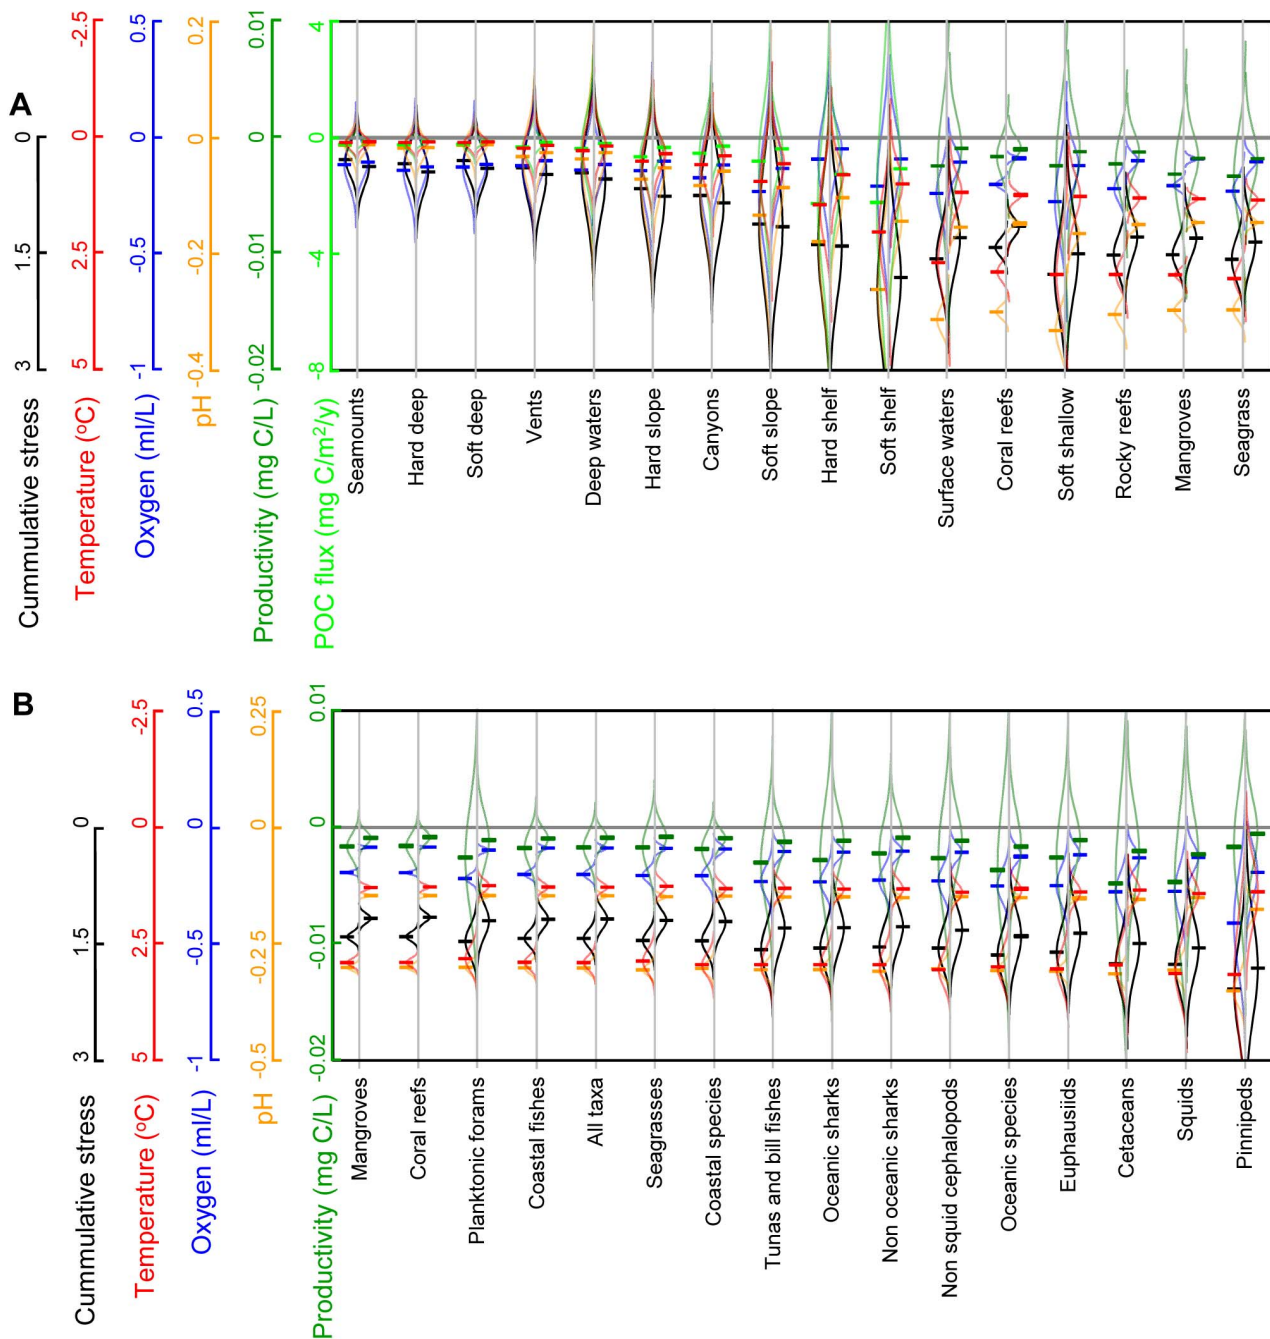 A
0
1.5
3
Cummulative stress
-2.5
0
2.5
5
Temperature (ºC)
0.5
0
-0.5
-1
Oxygen (ml/L)
0.2
0
-0.2
-0.4
pH
0.01
0
-0.01
-0.02
Productivity (mg C/L)
4
0
-4
-8
POC flux (mg C/m²/y)
Seamounts
Hard deep
Soft deep
Vents
Deep waters
Hard slope
Canyons
Soft slope
Hard shelf
Soft shelf
Surface waters
Coral reefs
Soft shallow
Rocky reefs
Mangroves
Seagrass
B
0
1.5
3
Cummulative stress
-2.5
0
2.5
5
Temperature (ºC)
0.5
0
-0.5
-1
Oxygen (ml/L)
0.25
0
-0.25
-0.5
pH
0.01
0
-0.01
-0.02
Productivity (mg C/L)
Mangroves
Coral reefs
Planktonic forams
Coastal fishes
All taxa
Seagrasses
Coastal species
Tunas and bill fishes
Oceanic sharks
Non oceanic sharks
Non squid cephalopods
Oceanic species
Euphausiids
Cetaceans
Squids
Pinnipeds